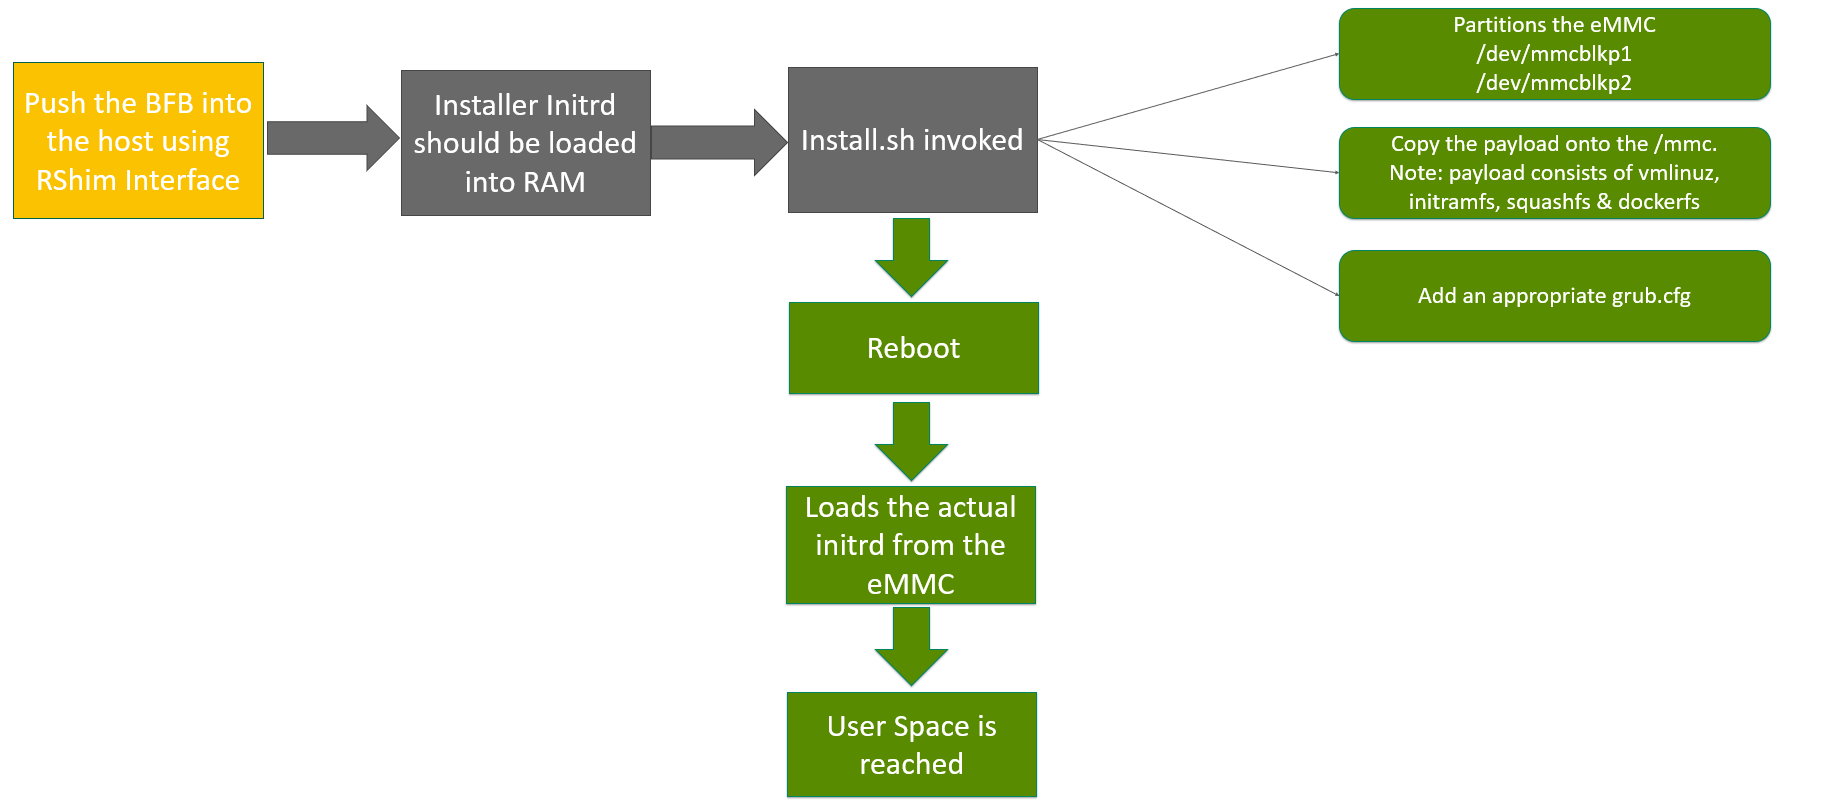 Push the BFB into
the host using
RShim Interface
Installer Initrd
should be loaded
into RAM
Install.sh invoked
Partitions the eMMC
/dev/mmcblkp1
/dev/mmcblkp2
Copy the payload onto the /mmc.
Note: payload consists of vmlinuz,
initramfs, squashfs & dockerfs
Add an appropriate grub.cfg
Reboot
Loads the actual
initrd from the
eMMC
User Space is
reached